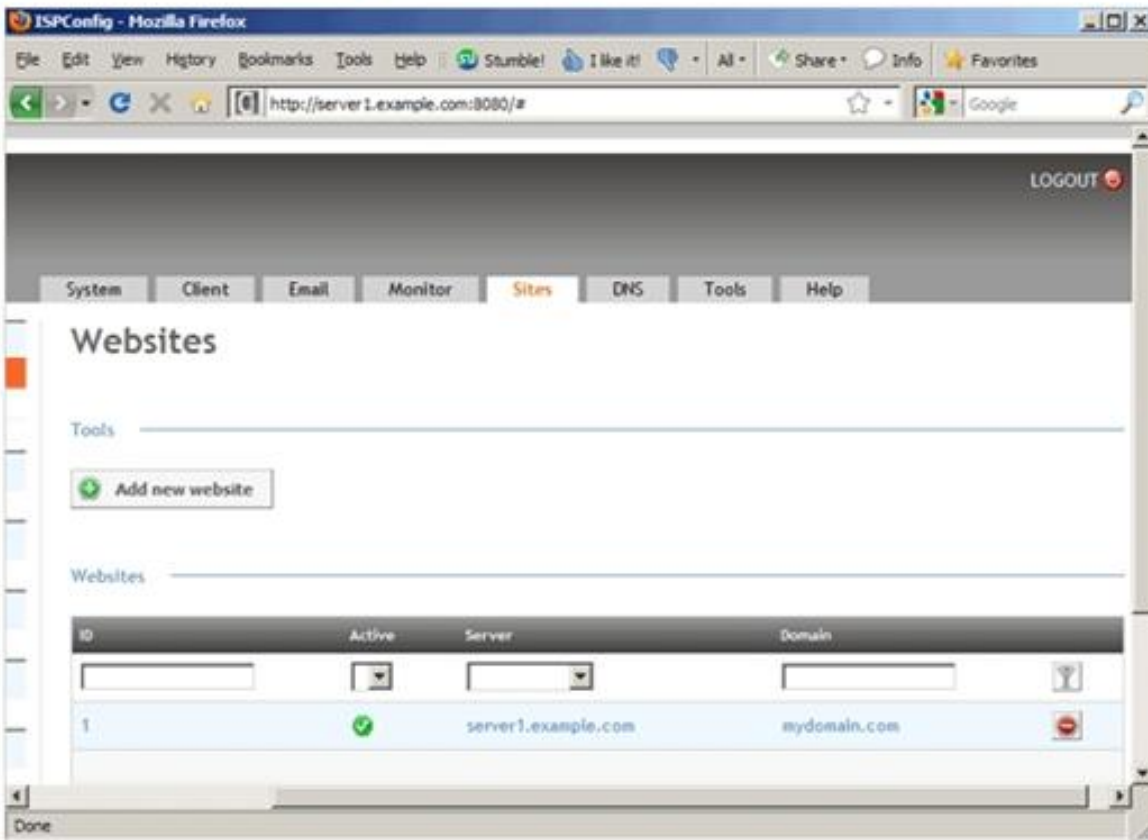 ISPConfig - Mozilla Firefox
File Edit View History Bookmarks Tools Help Stumble! I like it! All Share Info Favorites
http://server1.example.com:8080/# Google
LOGOUT
System Client Email Monitor Sites DNS Tools Help
Websites
Tools
Add new website
Websites
ID Active Server Domain
1 server1.example.com mydomain.com
Done